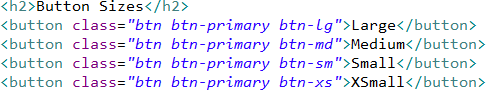 <h2>Button Sizes</h2>
<button class="btn btn-primary btn-lg">Large</button>
<button class="btn btn-primary btn-md">Medium</button>
<button class="btn btn-primary btn-sm">Small</button>
<button class="btn btn-primary btn-xs">XSmall</button>